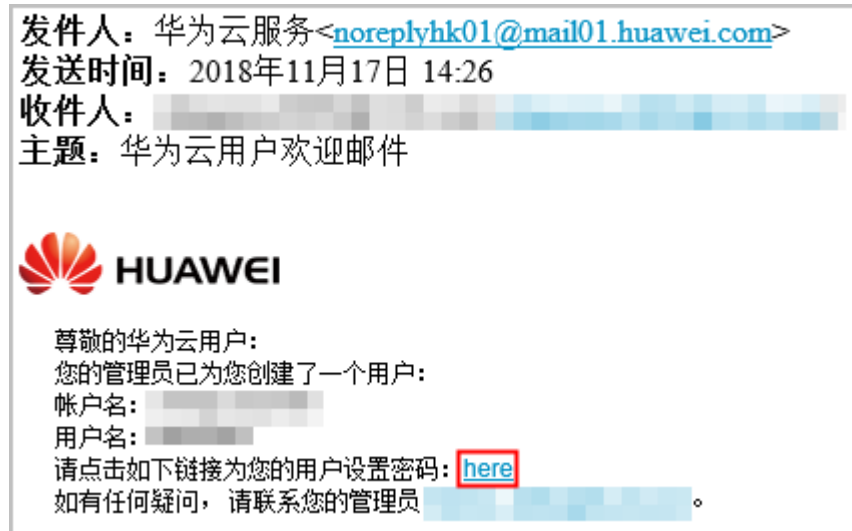 发件人：华为云服务<noreplyhk01@mail01.huawei.com>
发送时间：2018年11月17日 14:26
收件人：
主题：华为云用户欢迎邮件
HUAWEI
尊敬的华为云用户：
您的管理员已为您创建了一个用户：
帐户名：
用户名：
请点击如下链接为您的用户设置密码：here
如有任何疑问，请联系您的管理员 。